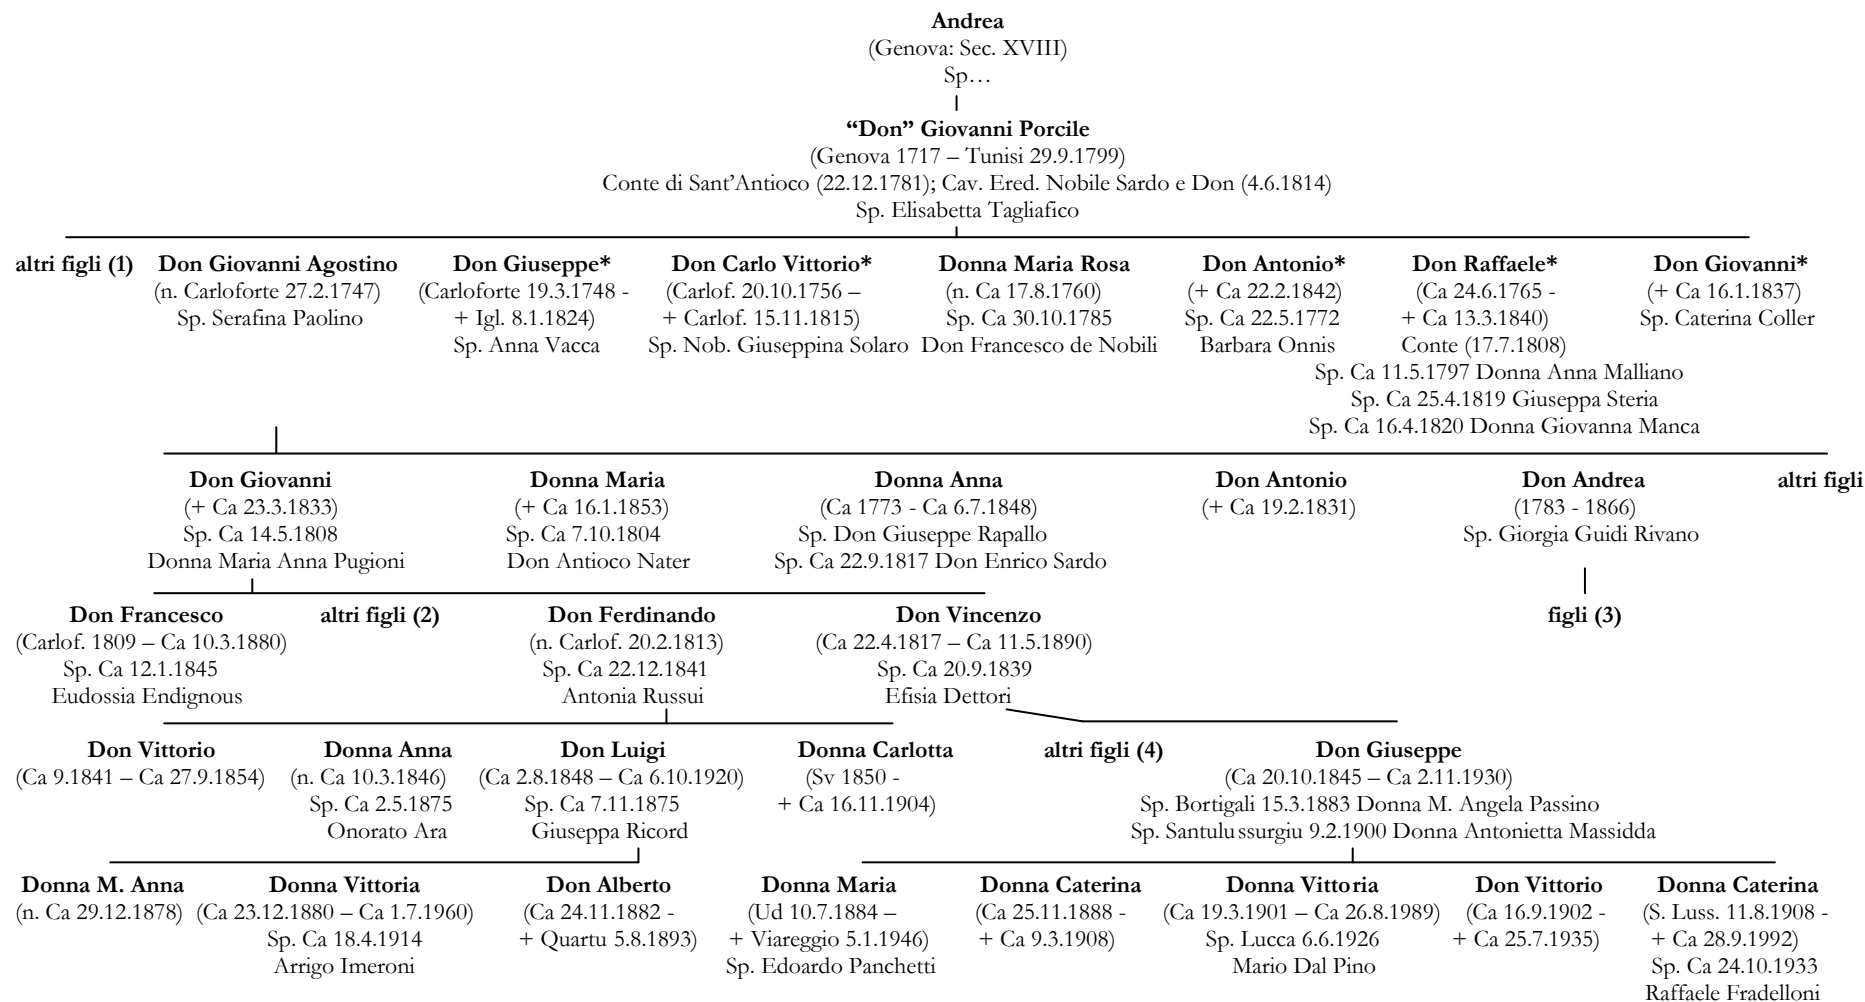 Andrea
(Genova: Sec. XVIII)
Sp…
“Don” Giovanni Porcile
(Genova 1717 – Tunisi 29.9.1799)
Conte di Sant’Antioco (22.12.1781); Cav. Ered. Nobile Sardo e Don (4.6.1814)
Sp. Elisabetta Tagliafico
altri figli (1)
Don Giovanni Agostino
(n. Carloforte 27.2.1747)
Sp. Serafina Paolino
Don Giuseppe*
(Carloforte 19.3.1748 -
+ Igl. 8.1.1824)
Sp. Anna Vacca
Don Carlo Vittorio*
(Carlof. 20.10.1756 –
+ Carlof. 15.11.1815)
Sp. Nob. Giuseppina Solaro
Donna Maria Rosa
(n. Ca 17.8.1760)
Sp. Ca 30.10.1785
Don Francesco de Nobili
Don Antonio*
(+ Ca 22.2.1842)
Sp. Ca 22.5.1772
Barbara Onnis
Don Raffaele*
(Ca 24.6.1765 -
+ Ca 13.3.1840)
Conte (17.7.1808)
Sp. Ca 11.5.1797 Donna Anna Malliano
Sp. Ca 25.4.1819 Giuseppa Steria
Sp. Ca 16.4.1820 Donna Giovanna Manca
Don Giovanni*
(+ Ca 16.1.1837)
Sp. Caterina Coller
Don Giovanni
(+ Ca 23.3.1833)
Sp. Ca 14.5.1808
Donna Maria Anna Pugioni
Donna Maria
(+ Ca 16.1.1853)
Sp. Ca 7.10.1804
Don Antioco Nater
Donna Anna
(Ca 1773 - Ca 6.7.1848)
Sp. Don Giuseppe Rapallo
Sp. Ca 22.9.1817 Don Enrico Sardo
Don Antonio
(+ Ca 19.2.1831)
Don Andrea
(1783 - 1866)
Sp. Giorgia Guidi Rivano
altri figli
Don Francesco
(Carlof. 1809 – Ca 10.3.1880)
Sp. Ca 12.1.1845
Eudossia Endignous
altri figli (2)
Don Ferdinando
(n. Carlof. 20.2.1813)
Sp. Ca 22.12.1841
Antonia Russui
Don Vincenzo
(Ca 22.4.1817 – Ca 11.5.1890)
Sp. Ca 20.9.1839
Efisia Dettori
figli (3)
Don Vittorio
(Ca 9.1841 – Ca 27.9.1854)
Donna Anna
(n. Ca 10.3.1846)
Sp. Ca 2.5.1875
Onorato Ara
Don Luigi
(Ca 2.8.1848 – Ca 6.10.1920)
Sp. Ca 7.11.1875
Giuseppa Ricord
Donna Carlotta
(Sv 1850 -
+ Ca 16.11.1904)
altri figli (4)
Don Giuseppe
(Ca 20.10.1845 – Ca 2.11.1930)
Sp. Bortigali 15.3.1883 Donna M. Angela Passino
Sp. Santulussurgiu 9.2.1900 Donna Antonietta Massidda
Donna M. Anna
(n. Ca 29.12.1878)
Donna Vittoria
(Ca 23.12.1880 – Ca 1.7.1960)
Sp. Ca 18.4.1914
Arrigo Imeroni
Don Alberto
(Ca 24.11.1882 -
+ Quartu 5.8.1893)
Donna Maria
(Ud 10.7.1884 –
+ Viareggio 5.1.1946)
Sp. Edoardo Panchetti
Donna Caterina
(Ca 25.11.1888 -
+ Ca 9.3.1908)
Donna Vittoria
(Ca 19.3.1901 – Ca 26.8.1989)
Sp. Lucca 6.6.1926
Mario Dal Pino
Don Vittorio
(Ca 16.9.1902 -
+ Ca 25.7.1935)
Donna Caterina
(S. Luss. 11.8.1908 -
+ Ca 28.9.1992)
Sp. Ca 24.10.1933
Raffaele Fradelloni